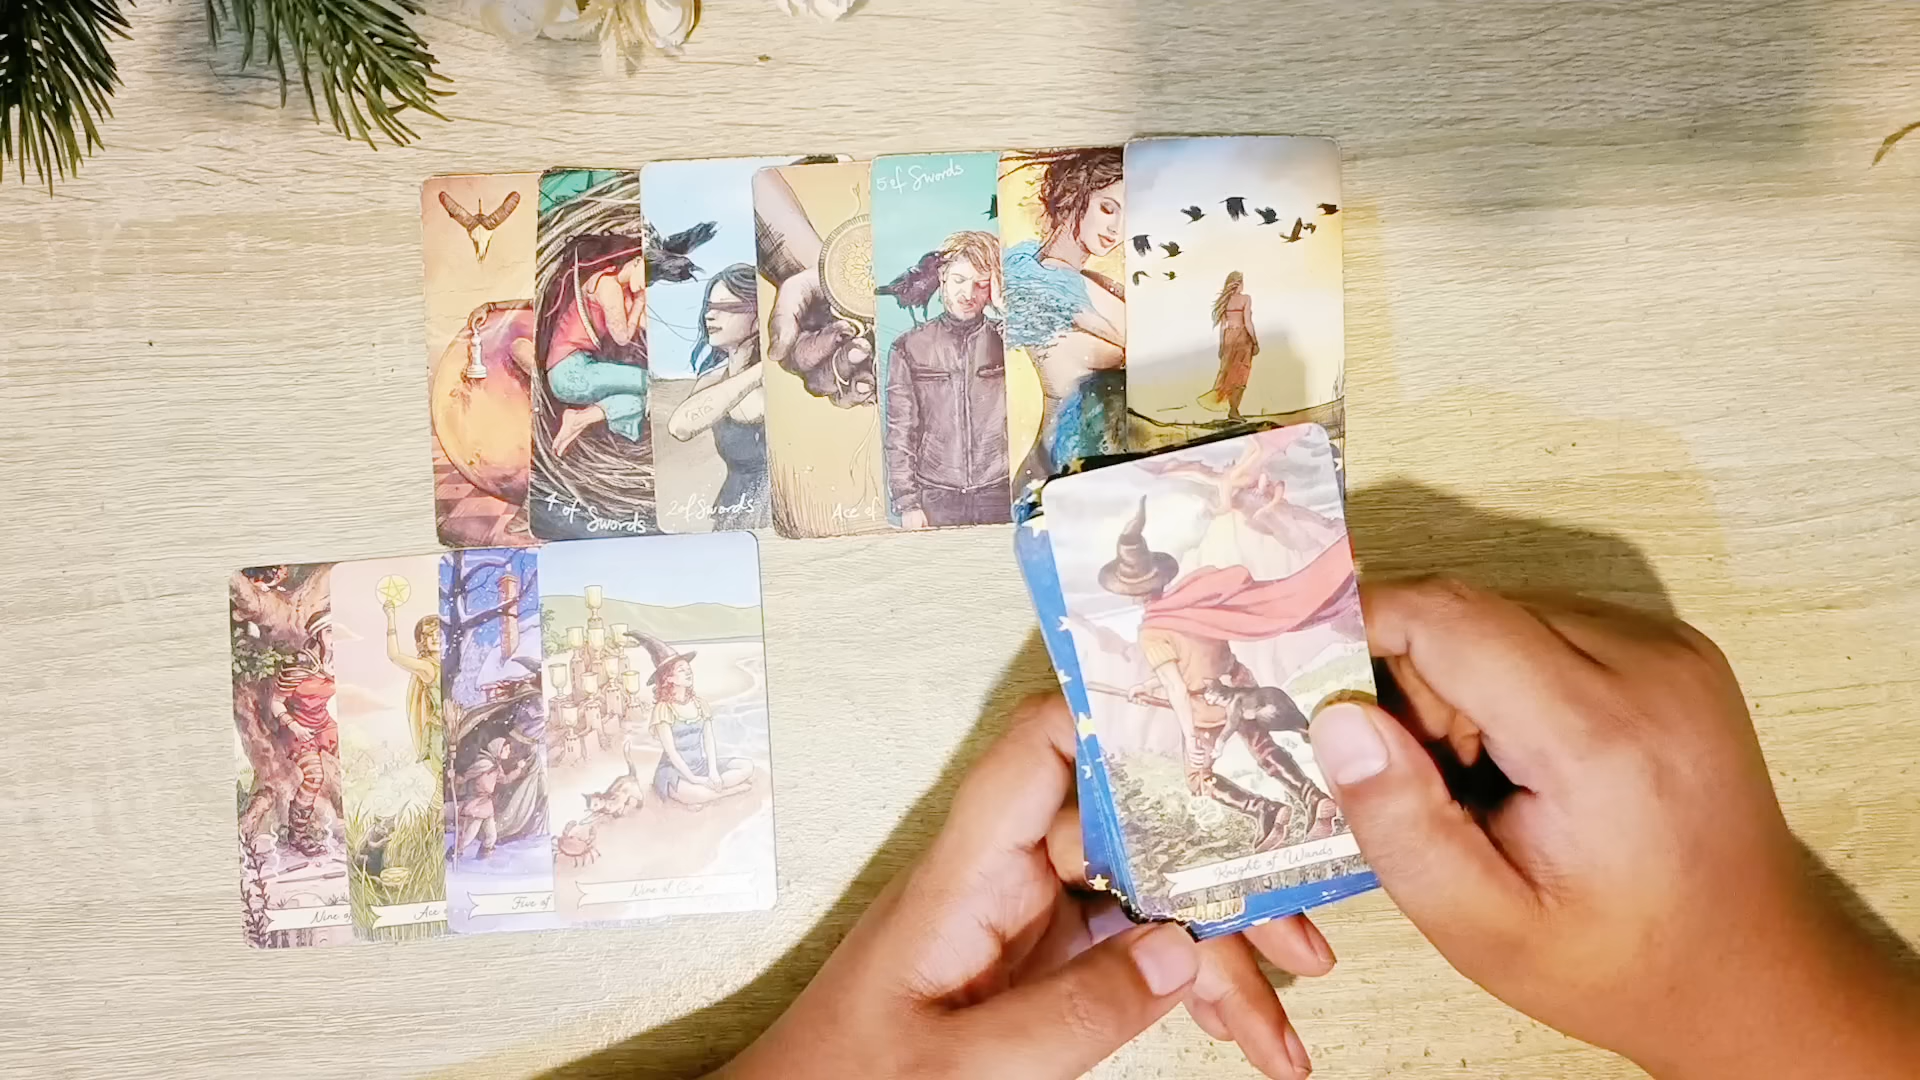 5 of Swords
4 of Swords
2 of Swords
Ace of
Nine of
Ace
Five of
Nine of Cups
Knight of Wands